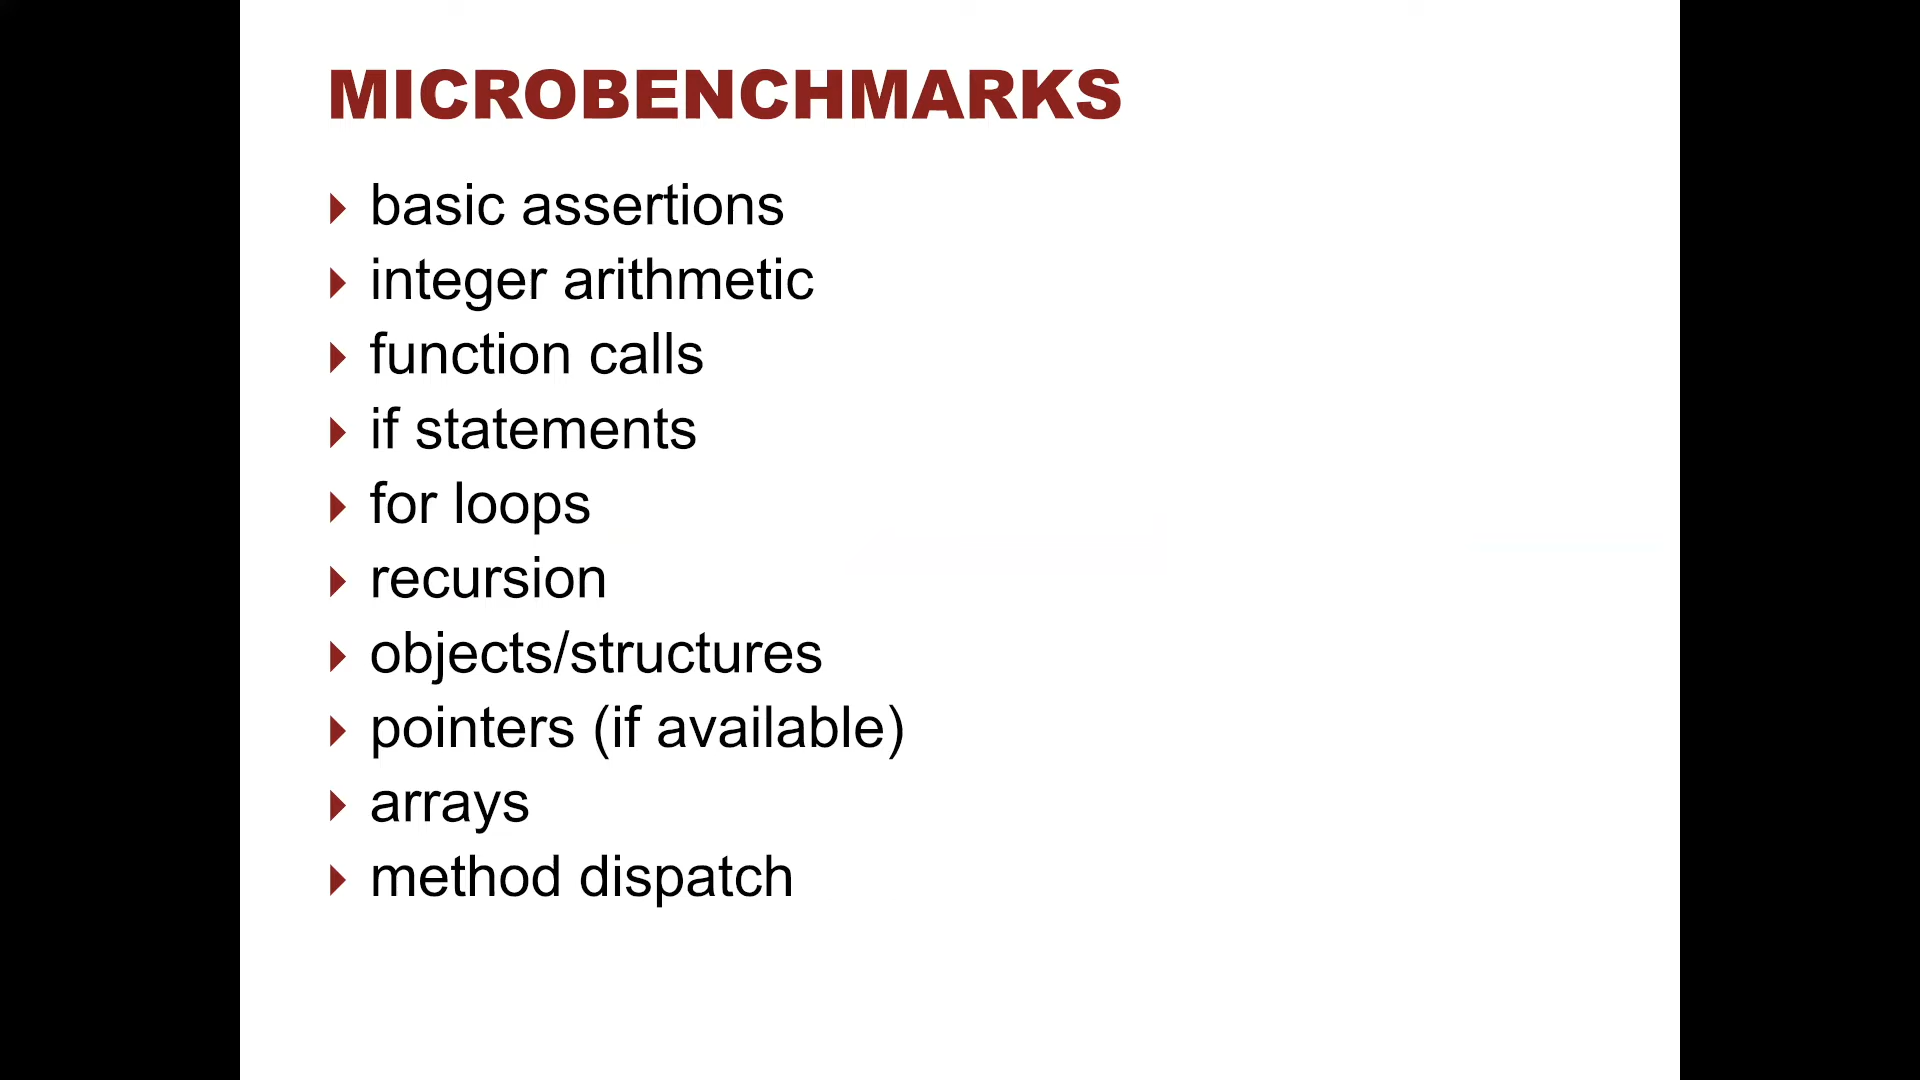 MICROBENCHMARKS
basic assertions
integer arithmetic
function calls
if statements
for loops
recursion
objects/structures
pointers (if available)
arrays
method dispatch